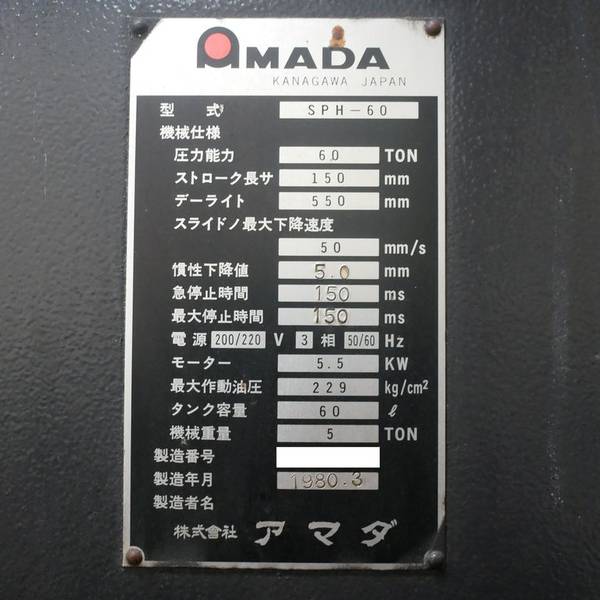 AMADA
KANAGAWA JAPAN
型式 SPH-60
機械仕様
圧力能力 60 TON
ストローク長サ 150 mm
デーライト 550 mm
スライドノ最大下降速度
50 mm/s
慣性下降値 5.0 mm
急停止時間 150 ms
最大停止時間 150 ms
電源 200/220 V 3 相 50/60 Hz
モーター 5.5 KW
最大作動油圧 229 kg/cm²
タンク容量 60 ℓ
機械重量 5 TON
製造番号
製造年月 1980.3
製造者名
株式會社 アマダ